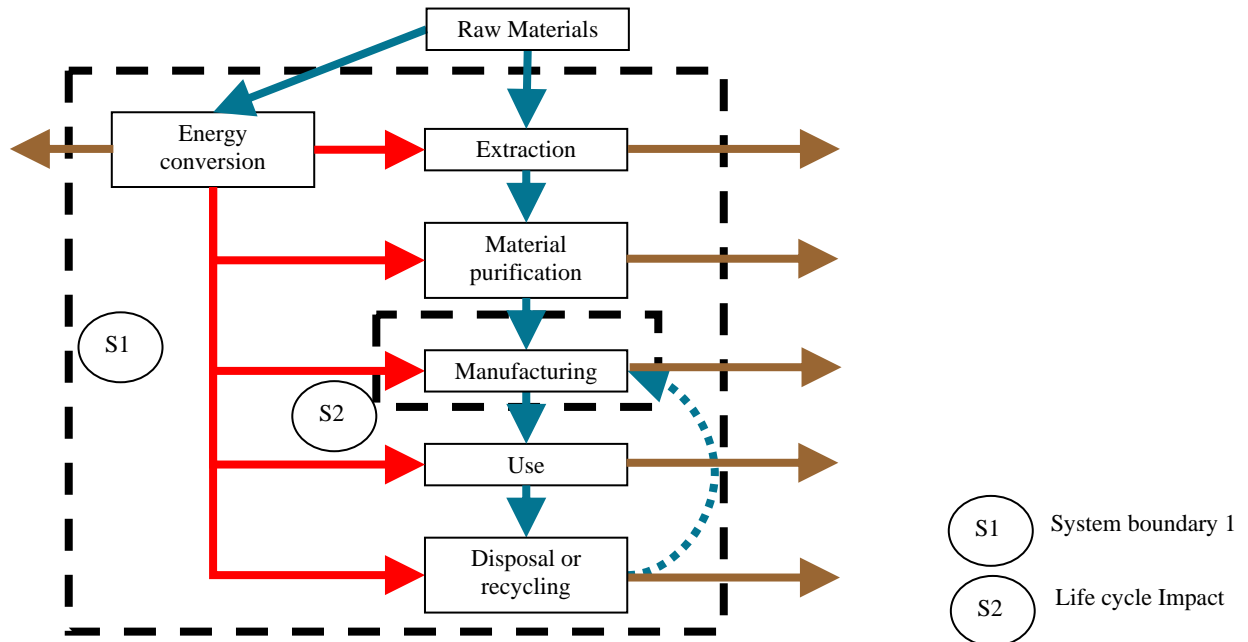 Raw Materials
Energy
conversion
Extraction
Material
purification
S1
Manufacturing
S2
Use
Disposal or
recycling
S1
System boundary 1
S2
Life cycle Impact